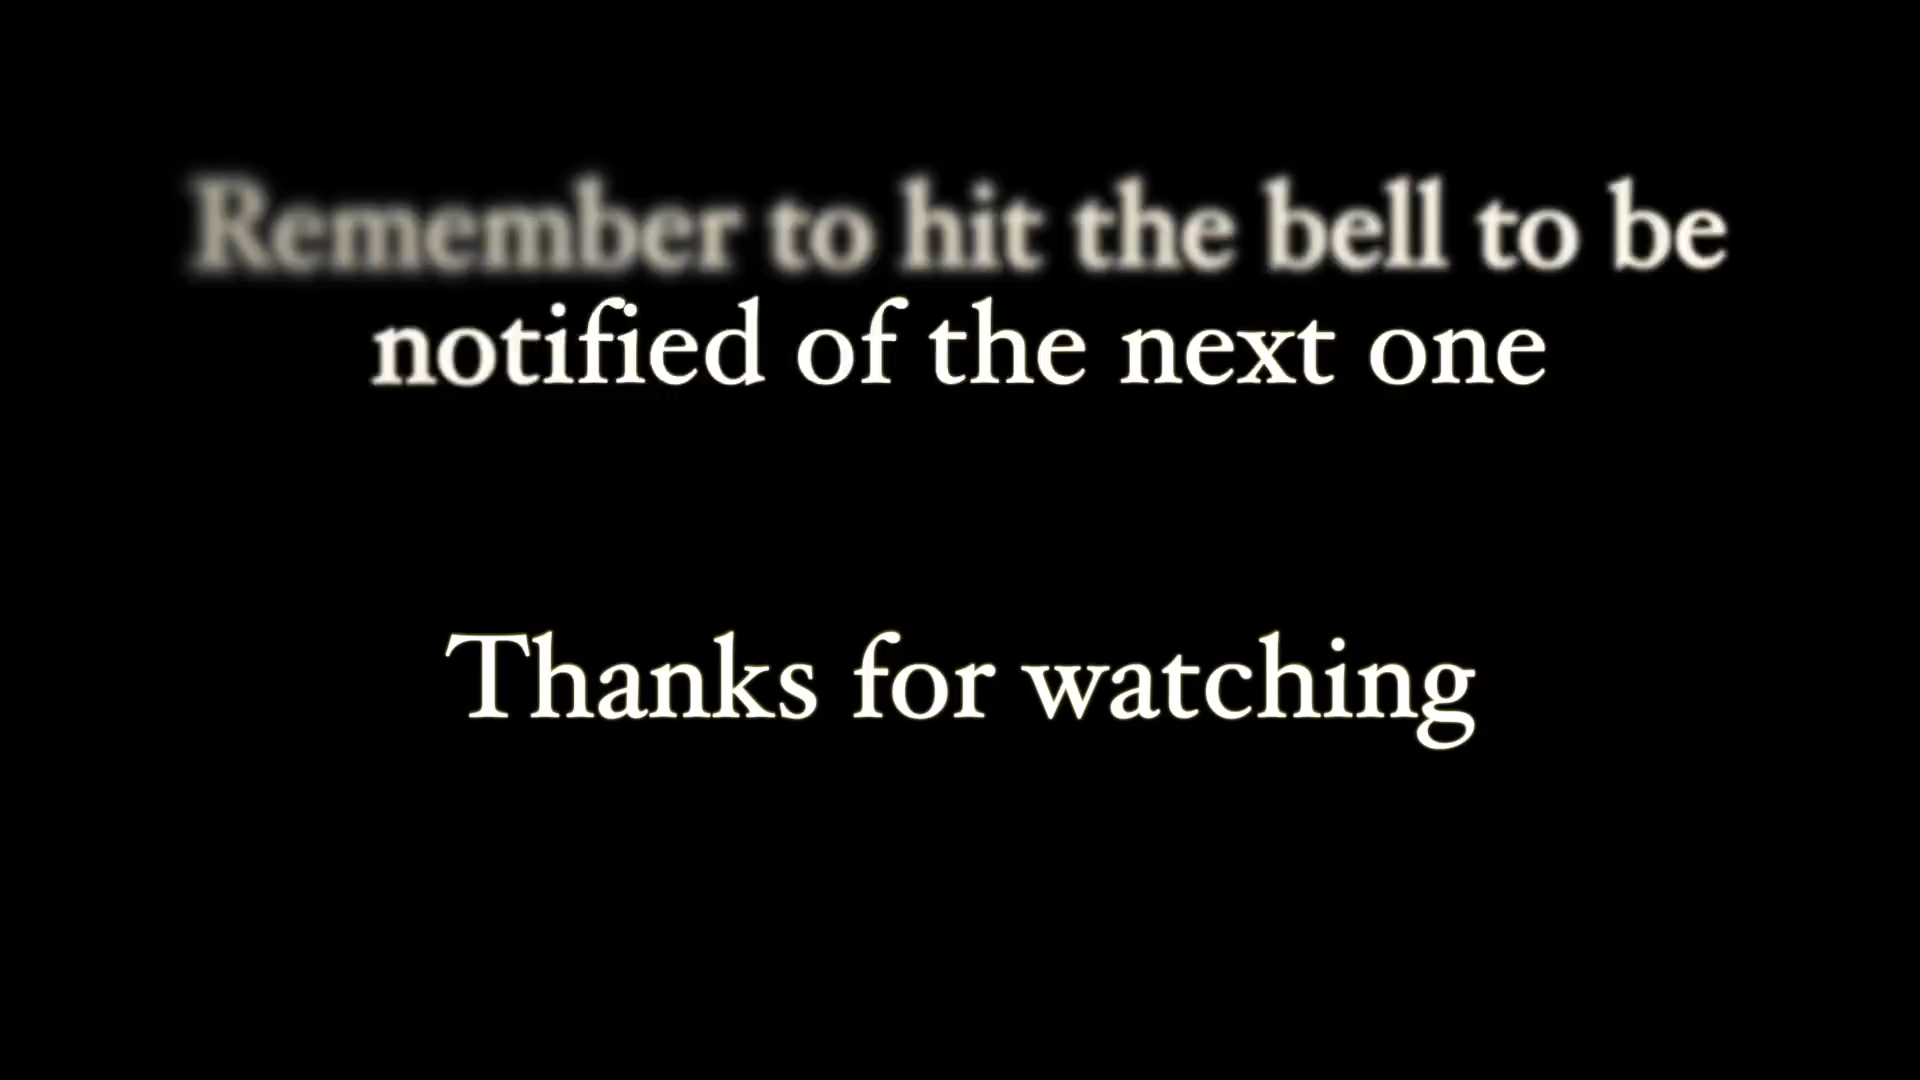 Remember to hit the bell to be
notified of the next one
Thanks for watching